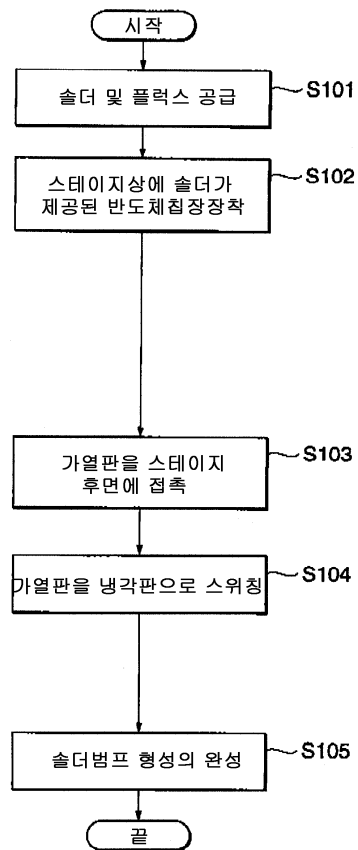 시작
솔더 및 플럭스 공급
S101
스테이지상에 솔더가
제공된 반도체칩장장착
S102
가열판을 스테이지
후면에 접촉
S103
가열판을 냉각판으로 스위칭
S104
솔더범프 형성의 완성
S105
끝